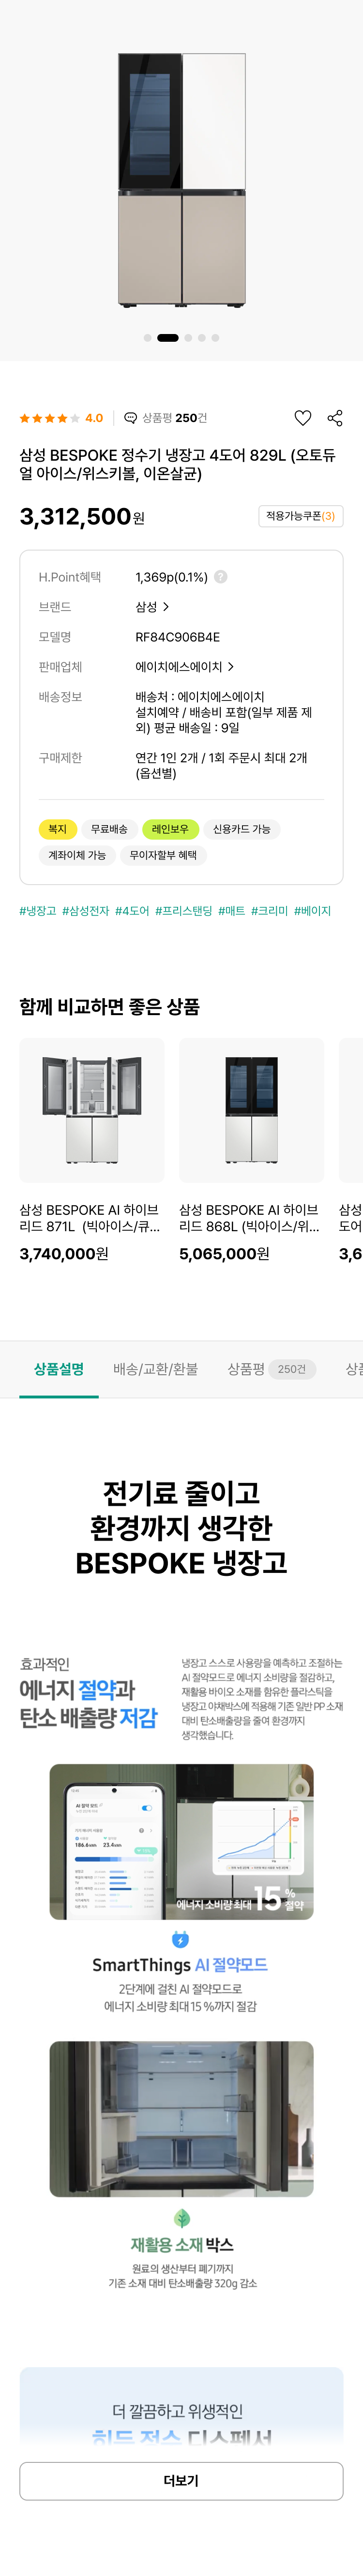 4.0
상품평 250건
삼성 BESPOKE 정수기 냉장고 4도어 829L (오토듀
얼 아이스/위스키볼, 이온살균)
3,312,500원
적용가능쿠폰(3)
H.Point혜택 1,369p(0.1%) ?
브랜드 삼성
모델명 RF84C906B4E
판매업체 에이치에스에이치
배송정보 배송처 : 에이치에스에이치
설치예약 / 배송비 포함(일부 제품 제
외) 평균 배송일 : 9일
구매제한 연간 1인 2개 / 1회 주문시 최대 2개
(옵션별)
복지 무료배송 레인보우 신용카드 가능
계좌이체 가능 무이자할부 혜택
#냉장고 #삼성전자 #4도어 #프리스탠딩 #매트 #크리미 #베이지
함께 비교하면 좋은 상품
삼성 BESPOKE AI 하이브
리드 871L (빅아이스/큐...
3,740,000원
삼성 BESPOKE AI 하이브
리드 868L (빅아이스/위...
5,065,000원
삼성
도어
3,6
상품설명 배송/교환/환불 상품평 250건
전기료 줄이고
환경까지 생각한
BESPOKE 냉장고
효과적인
에너지 절약과
탄소 배출량 저감
냉장고 스스로 사용량을 예측하고 조절하는
AI 절약모드로 에너지 소비량을 절감하고,
재활용 바이오 소재를 함유한 플라스틱을
냉장고 야채박스에 적용해 기존 일반 PP 소재
대비 탄소배출량을 줄여 환경까지
생각했습니다.
AI 절약 모드
186.6kWh 23.4kWh
에너지 소비량 최대 15% 절약
SmartThings AI 절약모드
2단계에 걸친 AI 절약모드로
에너지 소비량 최대 15 %까지 절감
재활용 소재 박스
원료의 생산부터 폐기까지
기존 소재 대비 탄소배출량 320g 감소
더 깔끔하고 위생적인
히든 정수 디스펜서
더보기